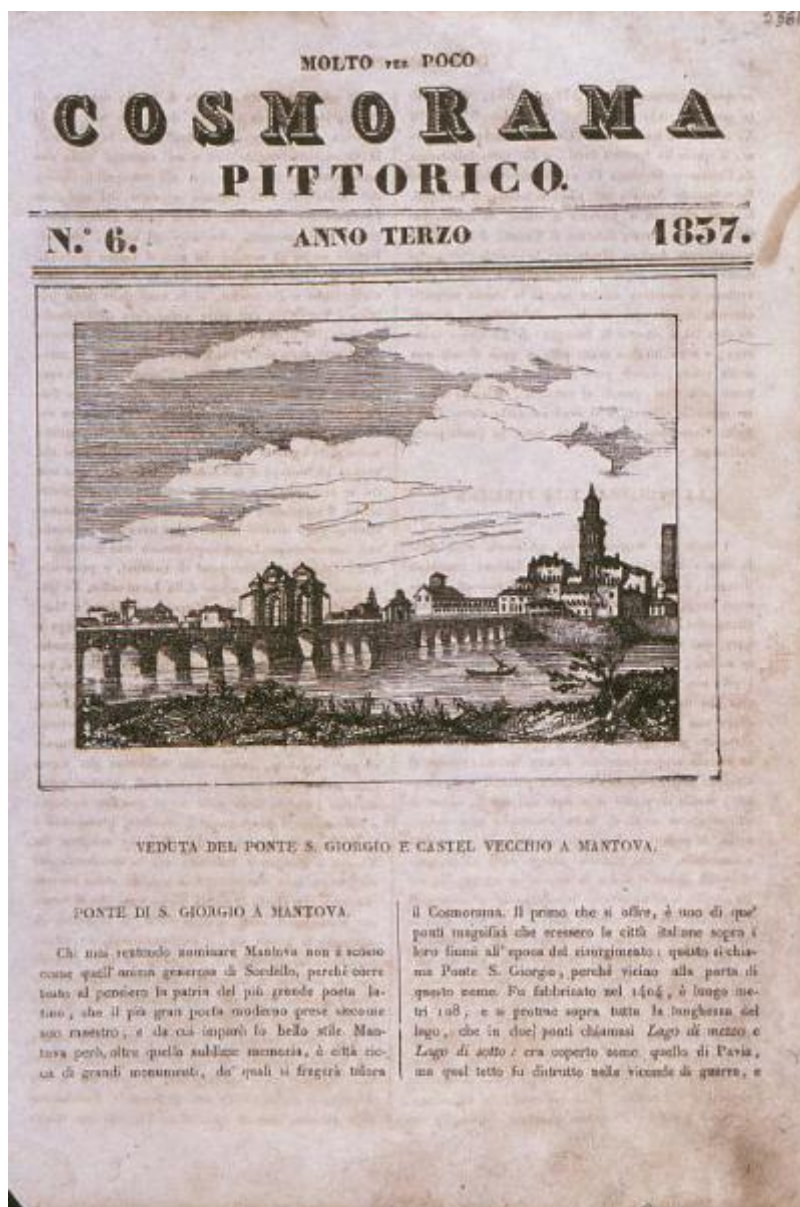 MOLTO PER POCO
COSMORAMA
PITTORICO.
N.° 6.
ANNO TERZO
1837.
VEDUTA DEL PONTE S. GIORGIO E CASTEL VECCHIO A MANTOVA.
PONTE DI S. GIORGIO A MANTOVA.
Chi mai sentendo nominare Mantova non è scosso
come quell' anima generosa di Sordello, perchè corre
tosto al pensiero la patria del più grande poeta la-
tino, che il più gran poeta moderno prese siccome
suo maestro, e da cui imparò lo bello stile. Man-
tova però, oltre quella sublime memoria, è città ric-
ca di grandi monumenti, de' quali si fregerà talora
il Cosmorama. Il primo che si offre, è uno di que'
ponti magnifici che eressero le città italiane sopra i
loro fiumi all' epoca del risorgimento: questo si chia-
ma Ponte S. Giorgio, perchè vicino alla porta di
questo nome. Fu fabbricato nel 1404, è lungo me-
tri 108, e si protrae sopra tutta la lunghezza del
lago, che in due ponti chiamasi Lago di mezzo e
Lago di sotto: era coperto come quello di Pavia,
ma quel tetto fu distrutto nelle vicende di guerra, e